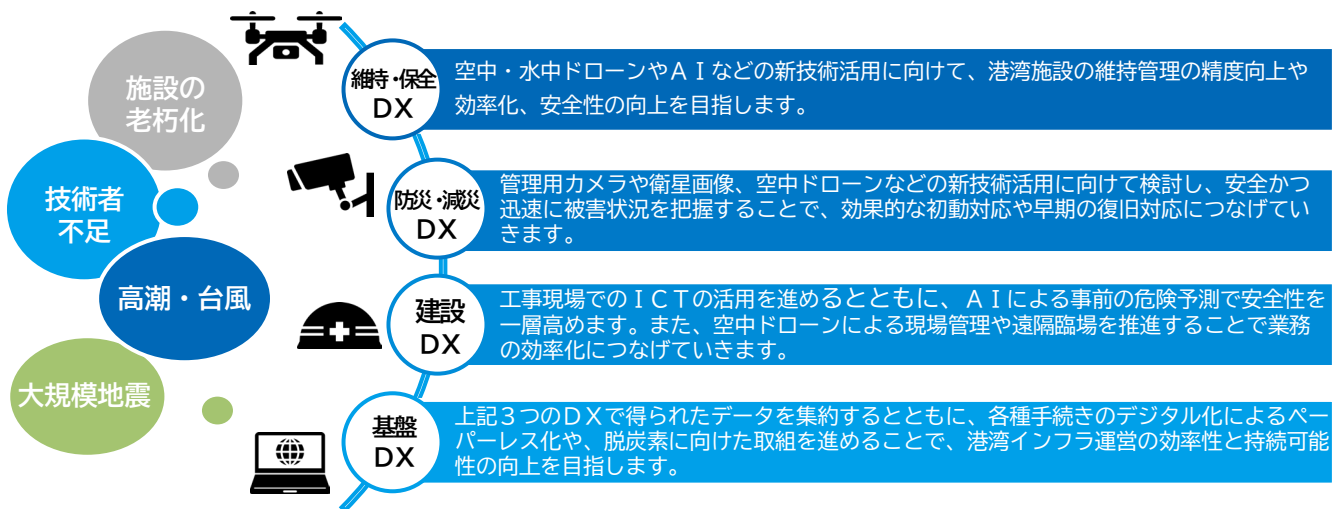 施設の
老朽化
技術者
不足
高潮・台風
大規模地震
維持・保全
DX
空中・水中ドローンやＡＩなどの新技術活用に向けて、港湾施設の維持管理の精度向上や
効率化、安全性の向上を目指します。
防災・減災
DX
管理用カメラや衛星画像、空中ドローンなどの新技術活用に向けて検討し、安全かつ
迅速に被害状況を把握することで、効果的な初動対応や早期の復旧対応につなげてい
きます。
建設
DX
工事現場でのＩＣＴの活用を進めるとともに、ＡＩによる事前の危険予測で安全性を
一層高めます。また、空中ドローンによる現場管理や遠隔臨場を推進することで業務
の効率化につなげていきます。
基盤
DX
上記３つのＤＸで得られたデータを集約するとともに、各種手続きのデジタル化によるペー
パーレス化や、脱炭素に向けた取組を進めることで、港湾インフラ運営の効率性と持続可能
性の向上を目指します。